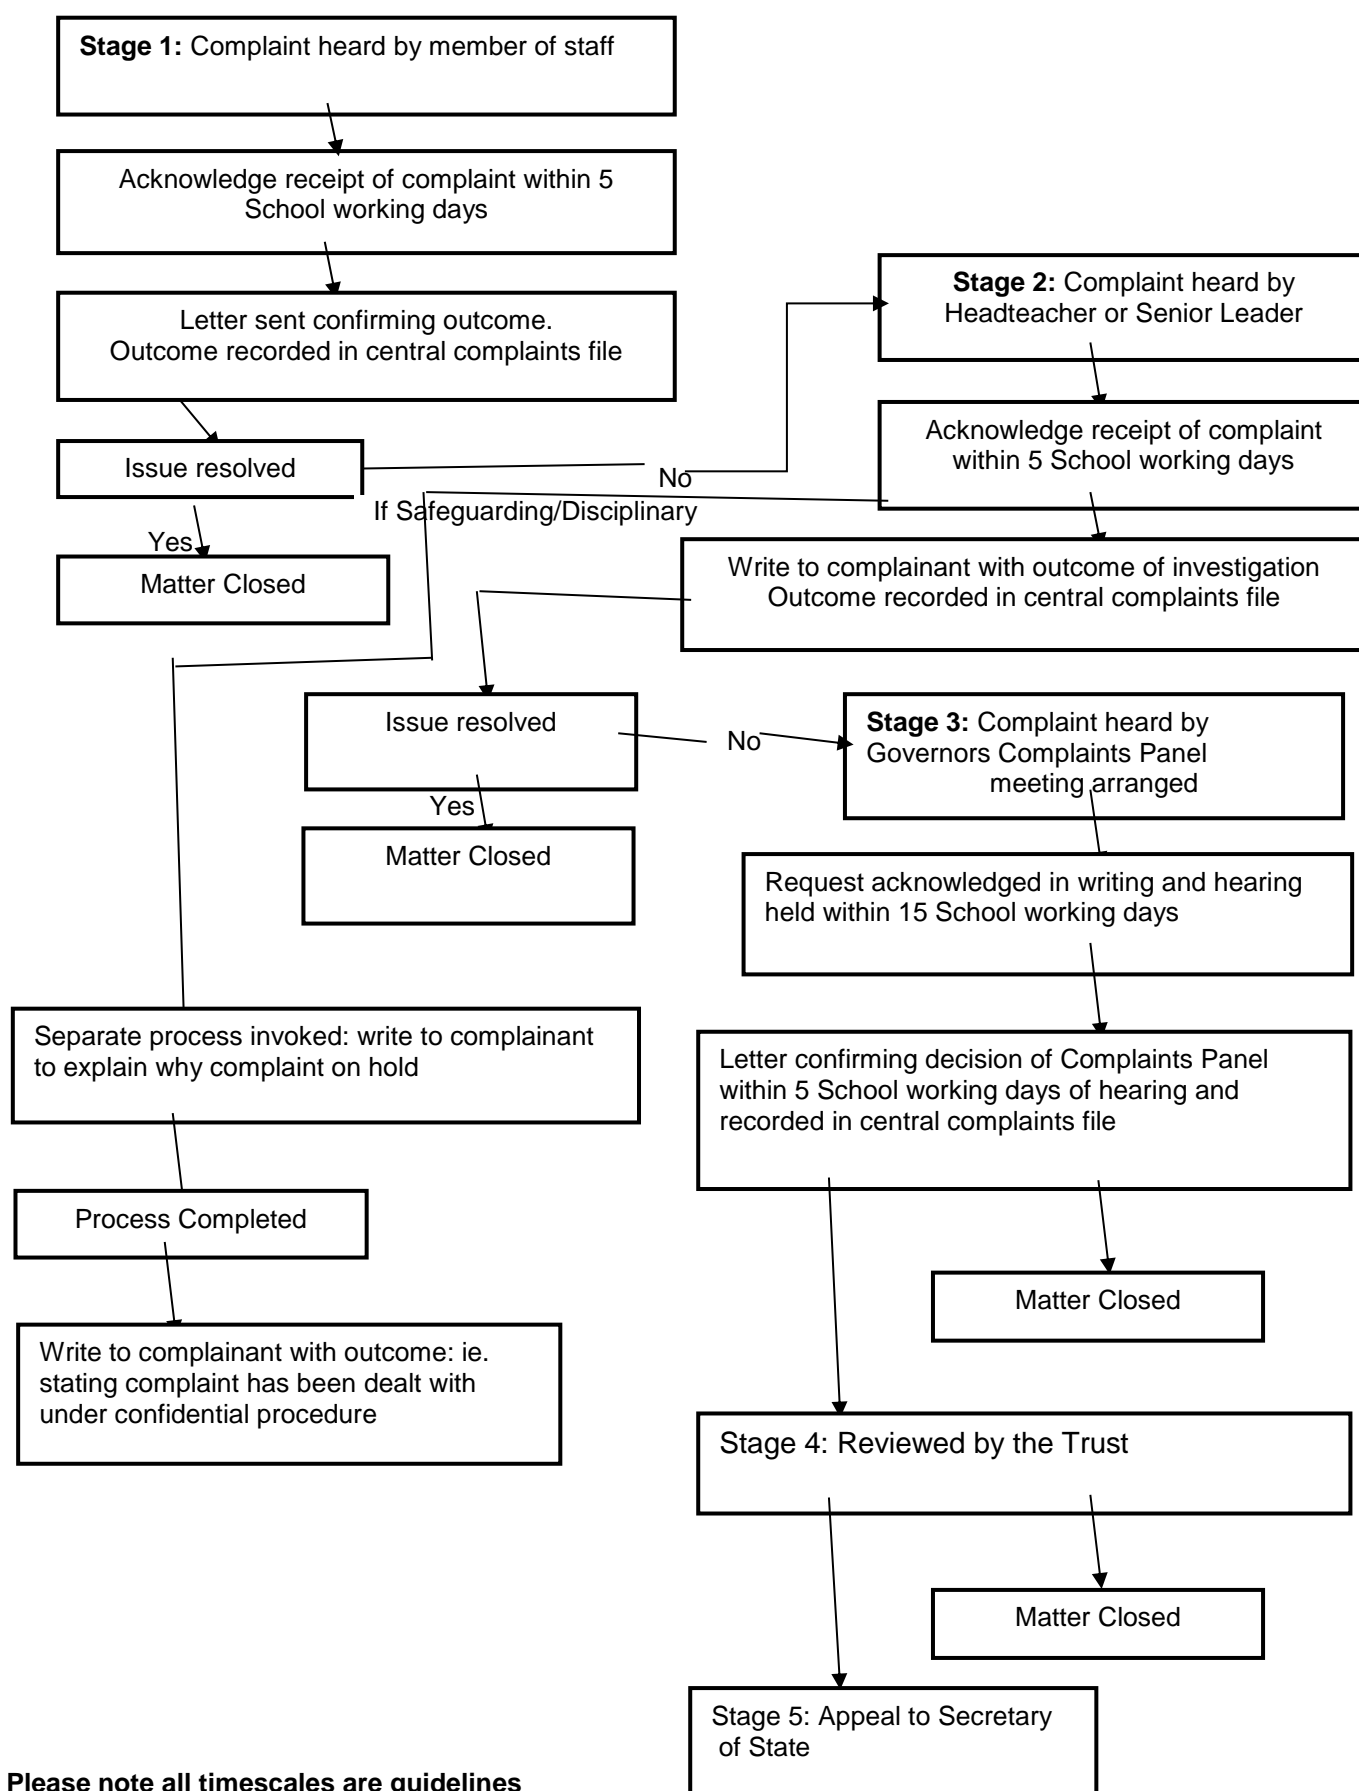 Stage 1: Complaint heard by member of staff
Acknowledge receipt of complaint within 5
School working days
Letter sent confirming outcome.
Outcome recorded in central complaints file
Issue resolved
No
If Safeguarding/Disciplinary
Yes
Matter Closed
Stage 2: Complaint heard by
Headteacher or Senior Leader
Acknowledge receipt of complaint
within 5 School working days
Write to complainant with outcome of investigation
Outcome recorded in central complaints file
Issue resolved
No
Yes
Matter Closed
Stage 3: Complaint heard by
Governors Complaints Panel
meeting arranged
Request acknowledged in writing and hearing
held within 15 School working days
Letter confirming decision of Complaints Panel
within 5 School working days of hearing and
recorded in central complaints file
Matter Closed
Separate process invoked: write to complainant
to explain why complaint on hold
Process Completed
Write to complainant with outcome: ie.
stating complaint has been dealt with
under confidential procedure
Stage 4: Reviewed by the Trust
Matter Closed
Stage 5: Appeal to Secretary
of State
Please note all timescales are guidelines